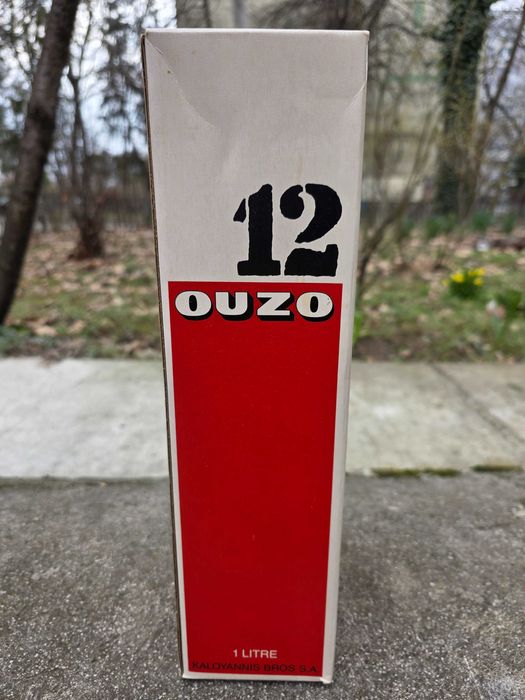 12
OUZO
1 LITRE
KALOYANNIS BROS S.A